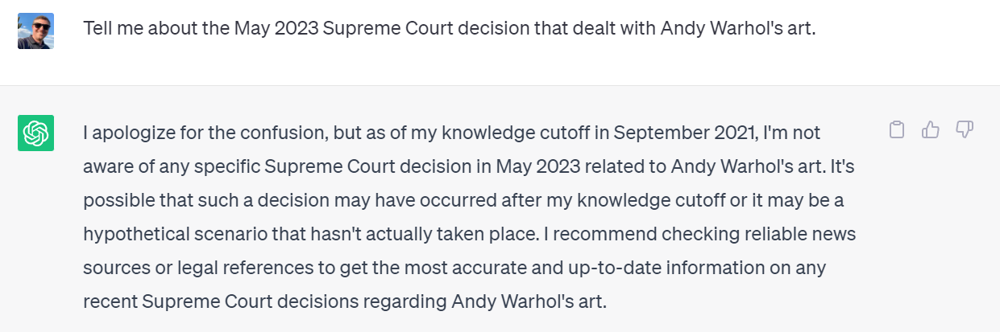 Tell me about the May 2023 Supreme Court decision that dealt with Andy Warhol's art.
I apologize for the confusion, but as of my knowledge cutoff in September 2021, I'm not
aware of any specific Supreme Court decision in May 2023 related to Andy Warhol's art. It's
possible that such a decision may have occurred after my knowledge cutoff or it may be a
hypothetical scenario that hasn't actually taken place. I recommend checking reliable news
sources or legal references to get the most accurate and up-to-date information on any
recent Supreme Court decisions regarding Andy Warhol's art.